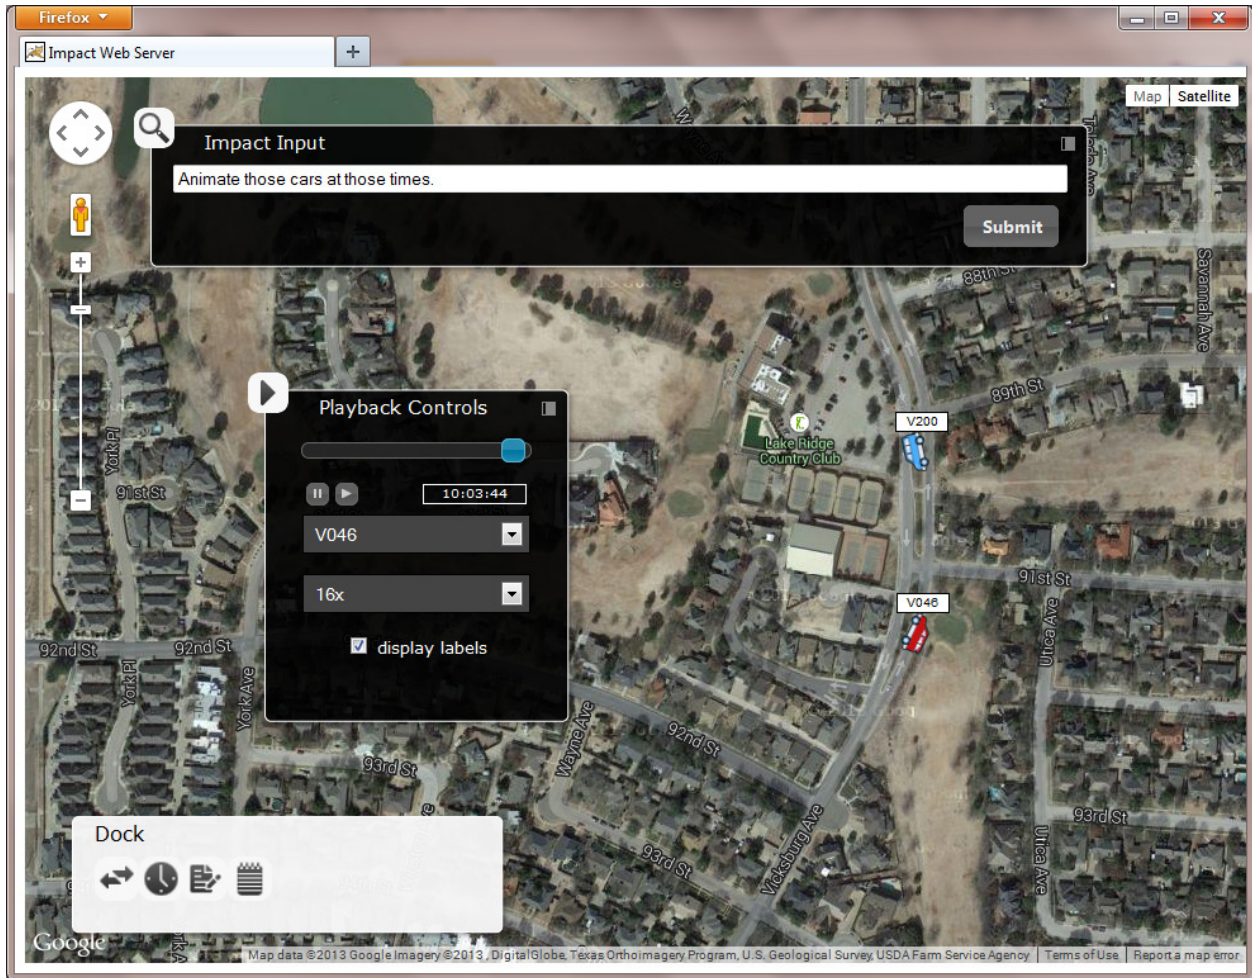 Firefox
Impact Web Server
Map
Satellite
Impact Input
Animate those cars at those times.
Submit
88th St
Savannah Ave
89th St
V200
Lake Ridge
Country Club
Playback Controls
10:03:44
V046
16x
display labels
York Pl
91st St
91st St
V046
Utica Ave
92nd St
92nd St
York Pl
York Ave
92nd St
Wayne Ave
93rd St
93rd St
93rd St
Vicksburg Ave
Utica Ave
Dock
Google
Map data ©2013 Google Imagery ©2013 , DigitalGlobe, Texas Orthoimagery Program, U.S. Geological Survey, USDA Farm Service Agency
Terms of Use
Report a map error